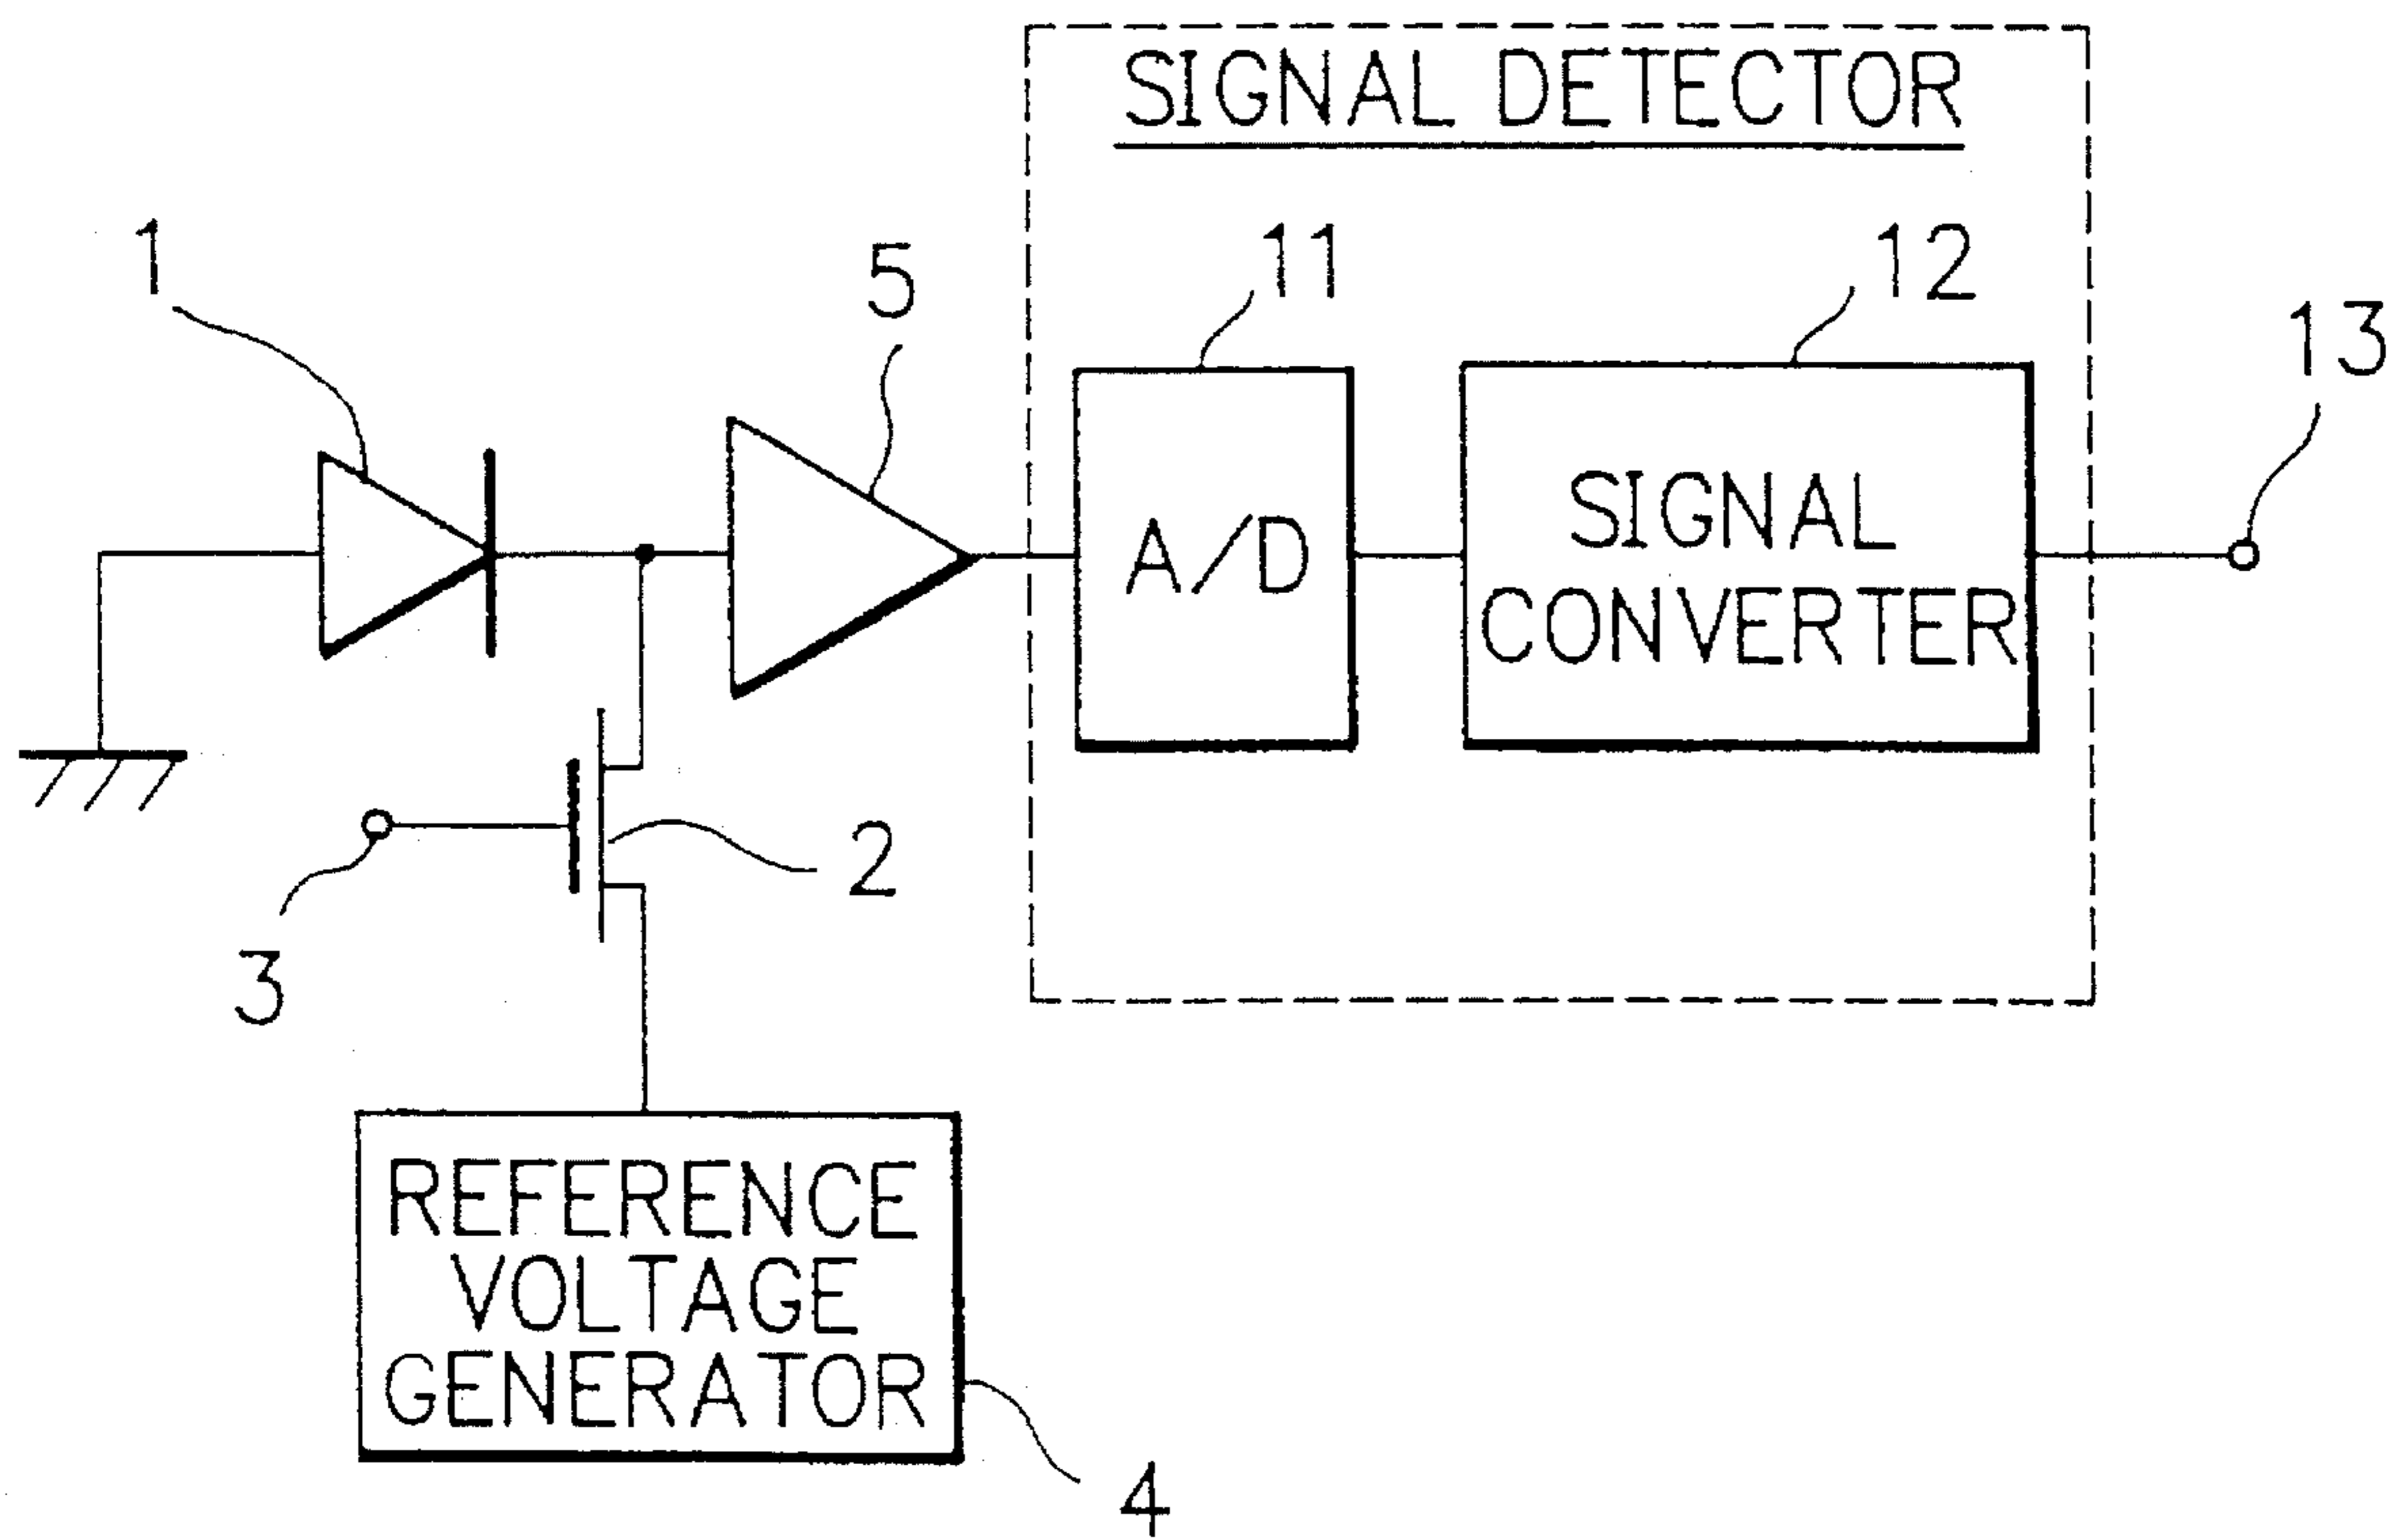 SIGNAL DETECTOR
1
5
11
12
13
A/D
SIGNAL
CONVERTER
2
3
REFERENCE
VOLTAGE
GENERATOR
4